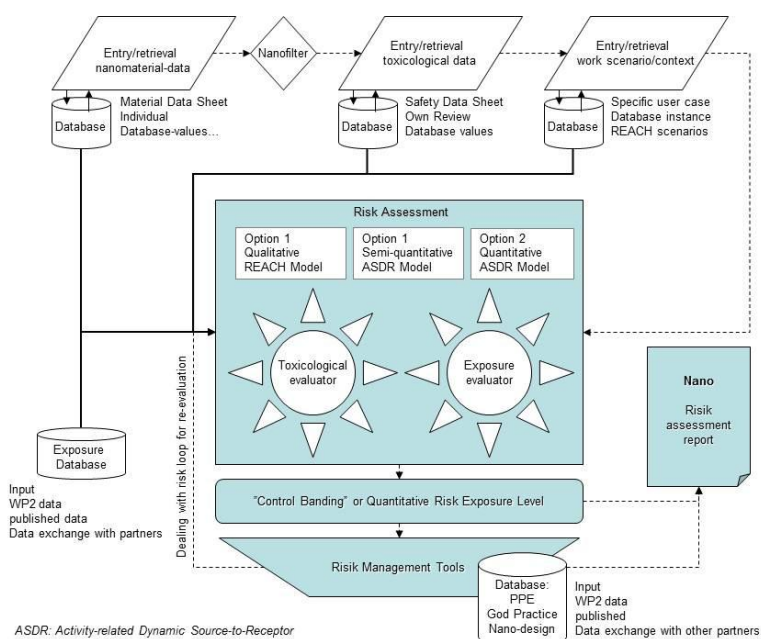 Entry/retrieval
nanomaterial-data
Nanofilter
Entry/retrieval
toxicological data
Entry/retrieval
work scenario/context
Database
Material Data Sheet
Individual
Database-values...
Database
Safety Data Sheet
Own Review
Database values
Database
Specific user case
Database instance
REACH scenarios
Risk Assessment
Option 1
Qualitative
REACH Model
Option 1
Semi-quantitative
ASDR Model
Option 2
Quantitative
ASDR Model
Toxicological
evaluator
Exposure
evaluator
Nano
Risik
assessment
report
Exposure
Database
Input
WP2 data
published data
Data exchange with partners
Dealing with risk loop for re-evaluation
"Control Banding" or Quantitative Risk Exposure Level
Risik Management Tools
Database:
PPE
God Practice
Nano-design
Input
WP2 data
published
Data exchange with other partners
ASDR: Activity-related Dynamic Source-to-Receptor